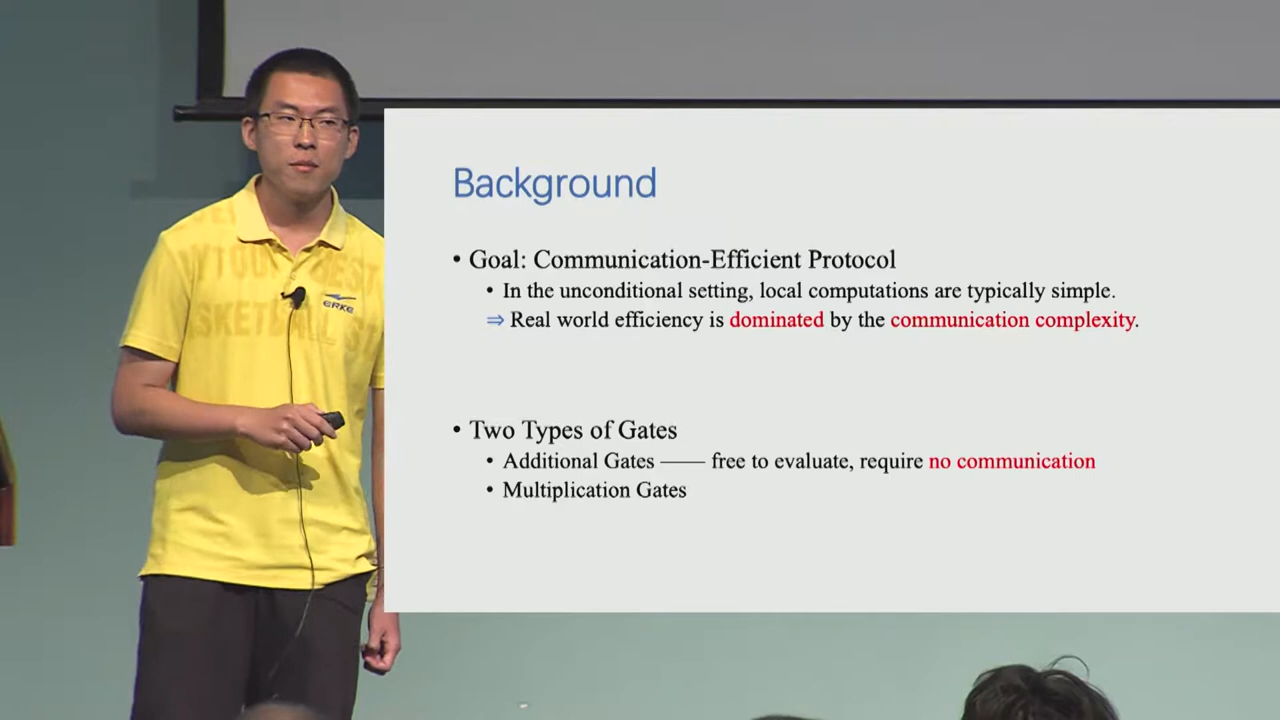 Background
• Goal: Communication-Efficient Protocol
• In the unconditional setting, local computations are typically simple.
⇒ Real world efficiency is dominated by the communication complexity.
• Two Types of Gates
• Additional Gates —— free to evaluate, require no communication
• Multiplication Gates
ERKE